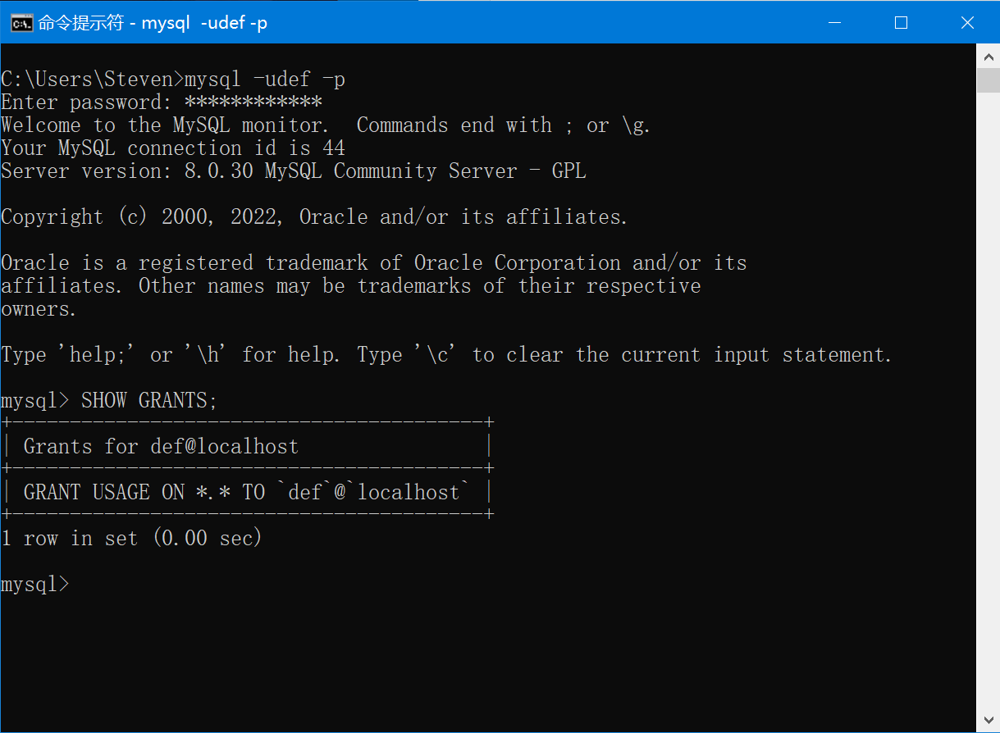 命令提示符 - mysql  -udef -p
C:\Users\Steven>mysql -udef -p
Enter password: ************
Welcome to the MySQL monitor.  Commands end with ; or \g.
Your MySQL connection id is 44
Server version: 8.0.30 MySQL Community Server - GPL
Copyright (c) 2000, 2022, Oracle and/or its affiliates.
Oracle is a registered trademark of Oracle Corporation and/or its
affiliates. Other names may be trademarks of their respective
owners.
Type 'help;' or '\h' for help. Type '\c' to clear the current input statement.
mysql> SHOW GRANTS;
+-----------------------------------------+
| Grants for def@localhost                |
+-----------------------------------------+
| GRANT USAGE ON *.* TO `def`@`localhost` |
+-----------------------------------------+
1 row in set (0.00 sec)
mysql>